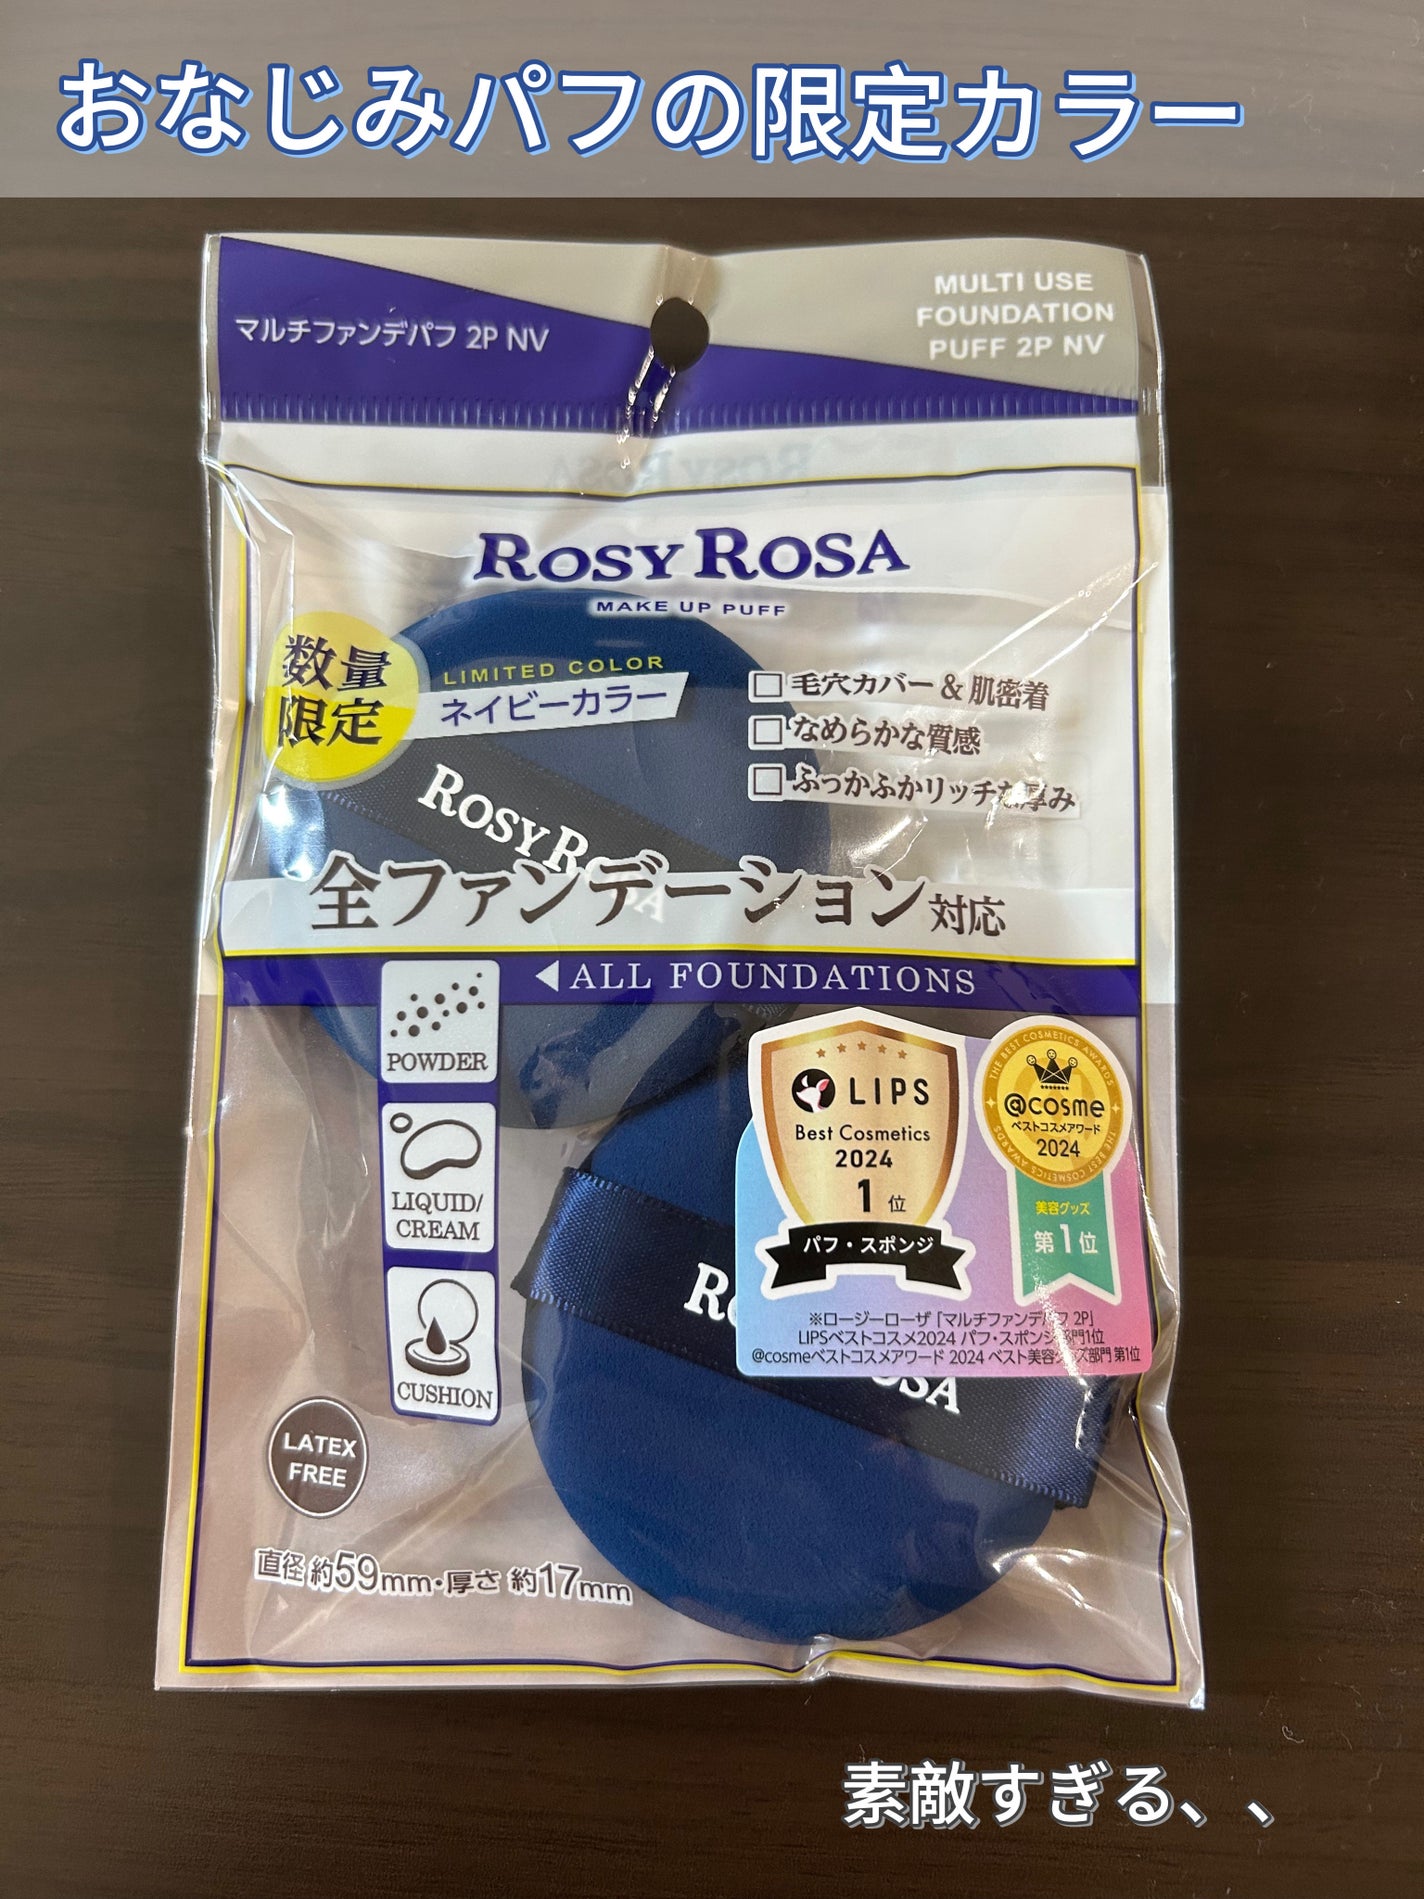 おなじみパフの限定カラー
マルチファンデパフ 2P NV
MULTI USE
FOUNDATION
PUFF 2P NV
ROSY ROSA
MAKE UP PUFF
数量
限定
LIMITED COLOR
ネイビーカラー
□毛穴カバー&肌密着
□なめらかな質感
□ふっかふかリッチな厚み
ROSY ROSA
全ファンデーション対応
◀ALL FOUNDATIONS
POWDER
LIQUID/
CREAM
CUSHION
LIPS
Best Cosmetics
2024
1位
パフ・スポンジ
THE BEST COSMETICS AWARDS
@cosme
ベストコスメアワード
2024
THE BEST COSMETICS AWARDS
美容グッズ
第1位
※ロージーローザ「マルチファンデパフ 2P」
LIPSベストコスメ2024 パフ・スポンジ部門1位
@cosmeベストコスメアワード 2024 ベスト美容グッズ部門 第1位
LATEX
FREE
直径 約59mm・厚さ 約17mm
素敵すぎる、、